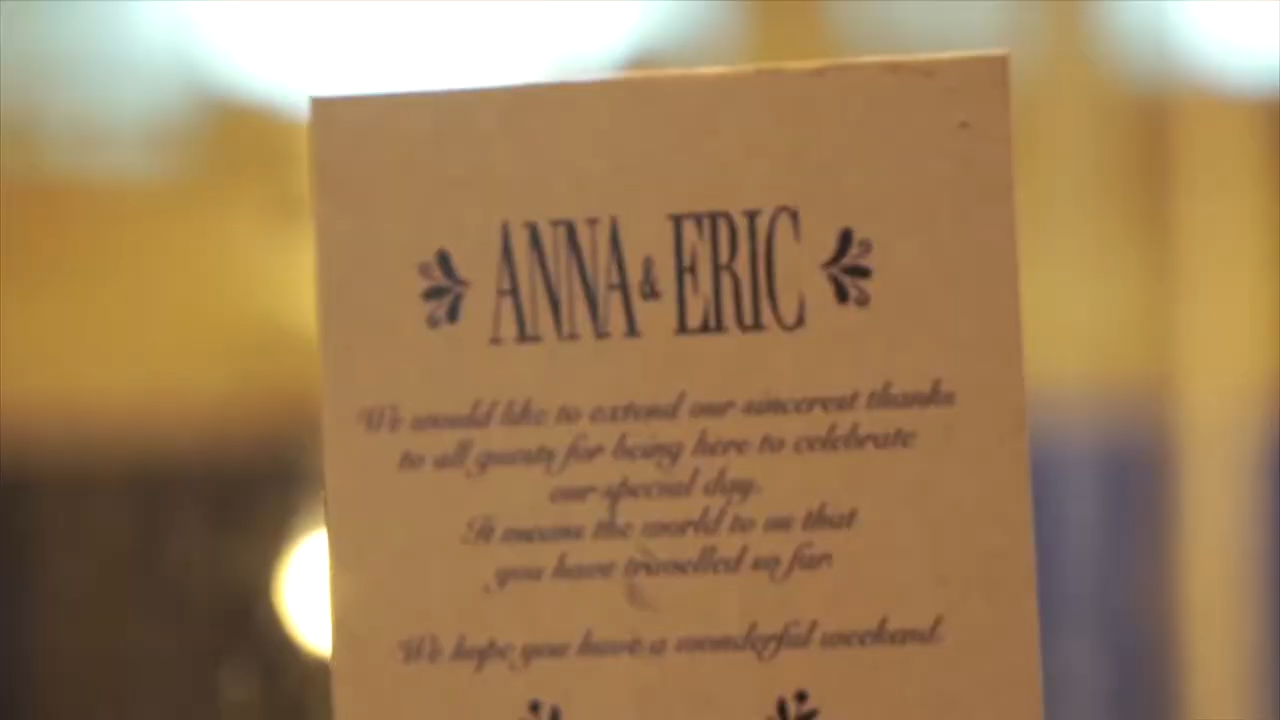 ANNA & ERIC
We would like to extend our sincerest thanks
to all guests for being here to celebrate
our special day.
It means the world to us that
you have travelled so far.
We hope you have a wonderful weekend.